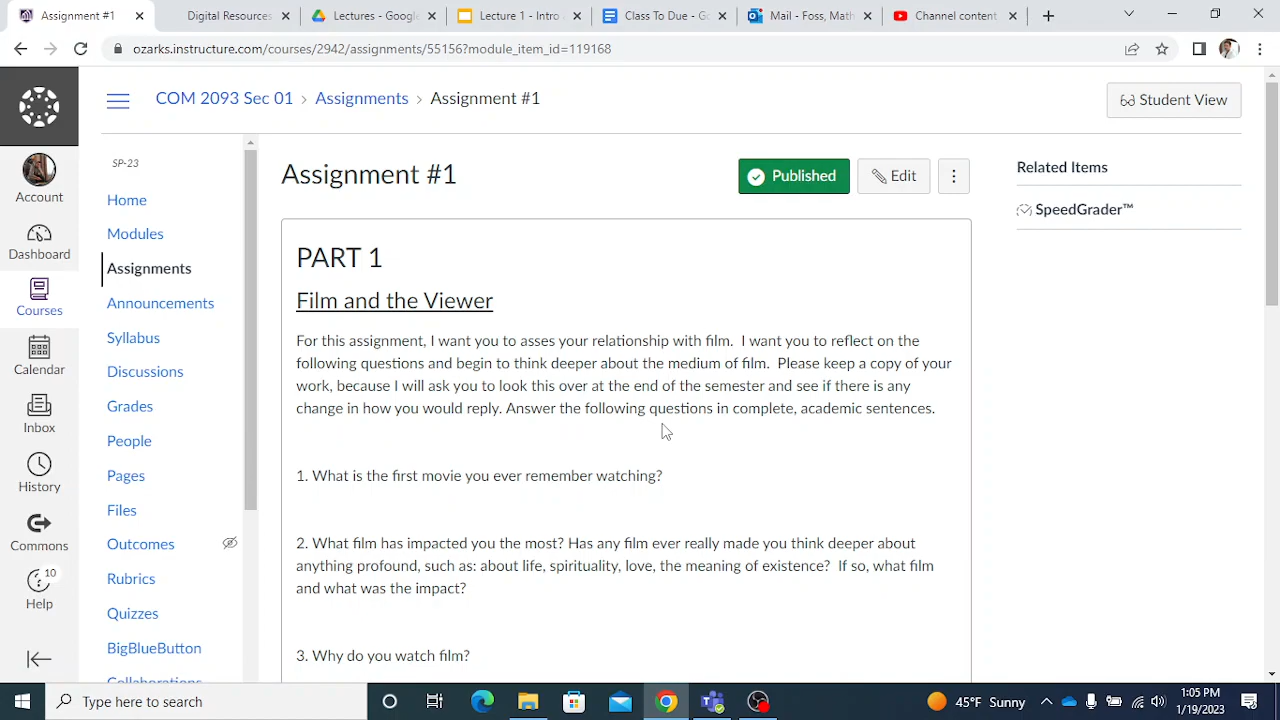 Assignment #1
Digital Resources
Lectures - Google
Lecture 1 - Intro
Class To Due - G
Mail - Foss, Math
Channel content
ozarks.instructure.com/courses/2942/assignments/55156?module_item_id=119168
COM 2093 Sec 01 > Assignments > Assignment #1
Student View
Account
Dashboard
Courses
Calendar
Inbox
History
Commons
10
Help
SP-23
Home
Modules
Assignments
Announcements
Syllabus
Discussions
Grades
People
Pages
Files
Outcomes
Rubrics
Quizzes
BigBlueButton
Collaborations
Assignment #1
Published
Edit
Related Items
SpeedGrader™
PART 1
Film and the Viewer
For this assignment, I want you to asses your relationship with film.  I want you to reflect on the
following questions and begin to think deeper about the medium of film.  Please keep a copy of your
work, because I will ask you to look this over at the end of the semester and see if there is any
change in how you would reply. Answer the following questions in complete, academic sentences.
1. What is the first movie you ever remember watching?
2. What film has impacted you the most? Has any film ever really made you think deeper about
anything profound, such as: about life, spirituality, love, the meaning of existence?  If so, what film
and what was the impact?
3. Why do you watch film?
Type here to search
45°F Sunny
1:05 PM
1/19/2023